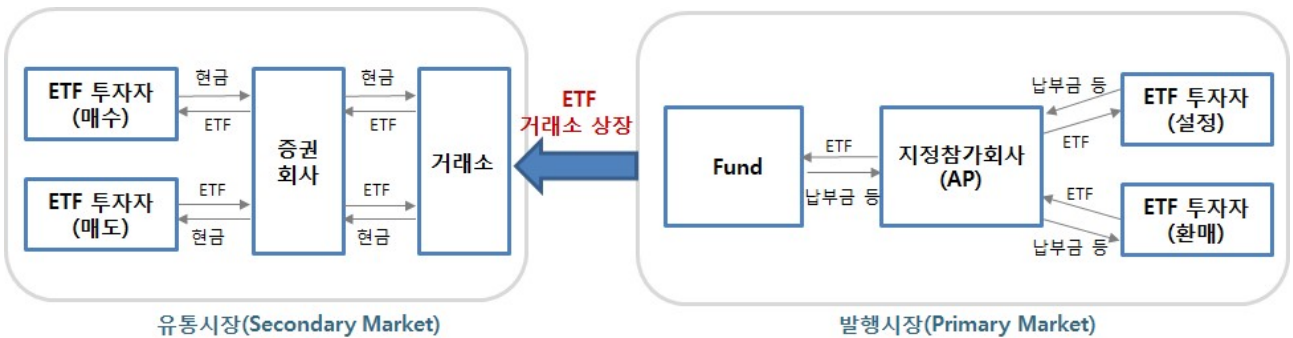 ETF 투자자
(매수)
현금
ETF
ETF 투자자
(매도)
ETF
현금
증권
회사
현금
ETF
ETF
현금
거래소
ETF
거래소 상장
Fund
ETF
납부금 등
지정참가회사
(AP)
납부금 등
ETF
ETF 투자자
(설정)
ETF
납부금 등
ETF 투자자
(환매)
유통시장(Secondary Market)
발행시장(Primary Market)